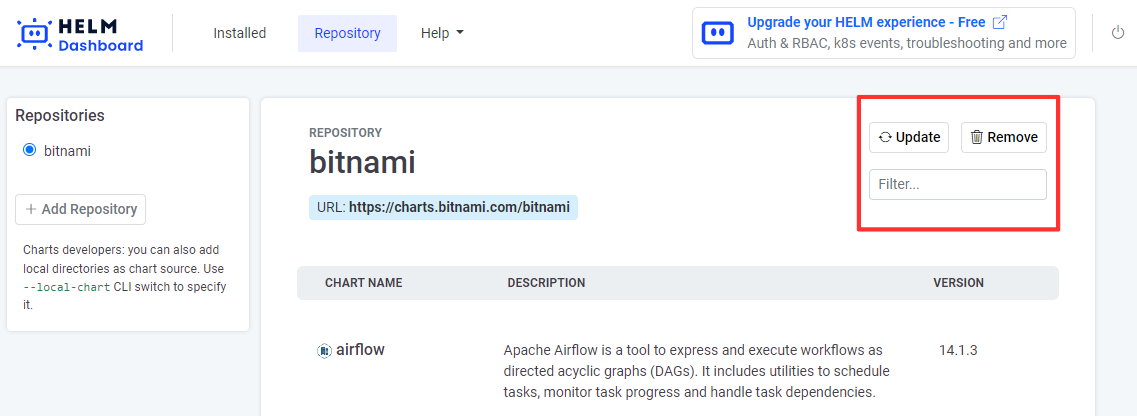 HELM
Dashboard
Installed
Repository
Help
Upgrade your HELM experience - Free
Auth & RBAC, k8s events, troubleshooting and more
Repositories
bitnami
+ Add Repository
Charts developers: you can also add
local directories as chart source. Use
--local-chart CLI switch to specify
it.
REPOSITORY
bitnami
URL: https://charts.bitnami.com/bitnami
Update
Remove
Filter...
CHART NAME DESCRIPTION VERSION
airflow
Apache Airflow is a tool to express and execute workflows as
directed acyclic graphs (DAGs). It includes utilities to schedule
tasks, monitor task progress and handle task dependencies.
14.1.3